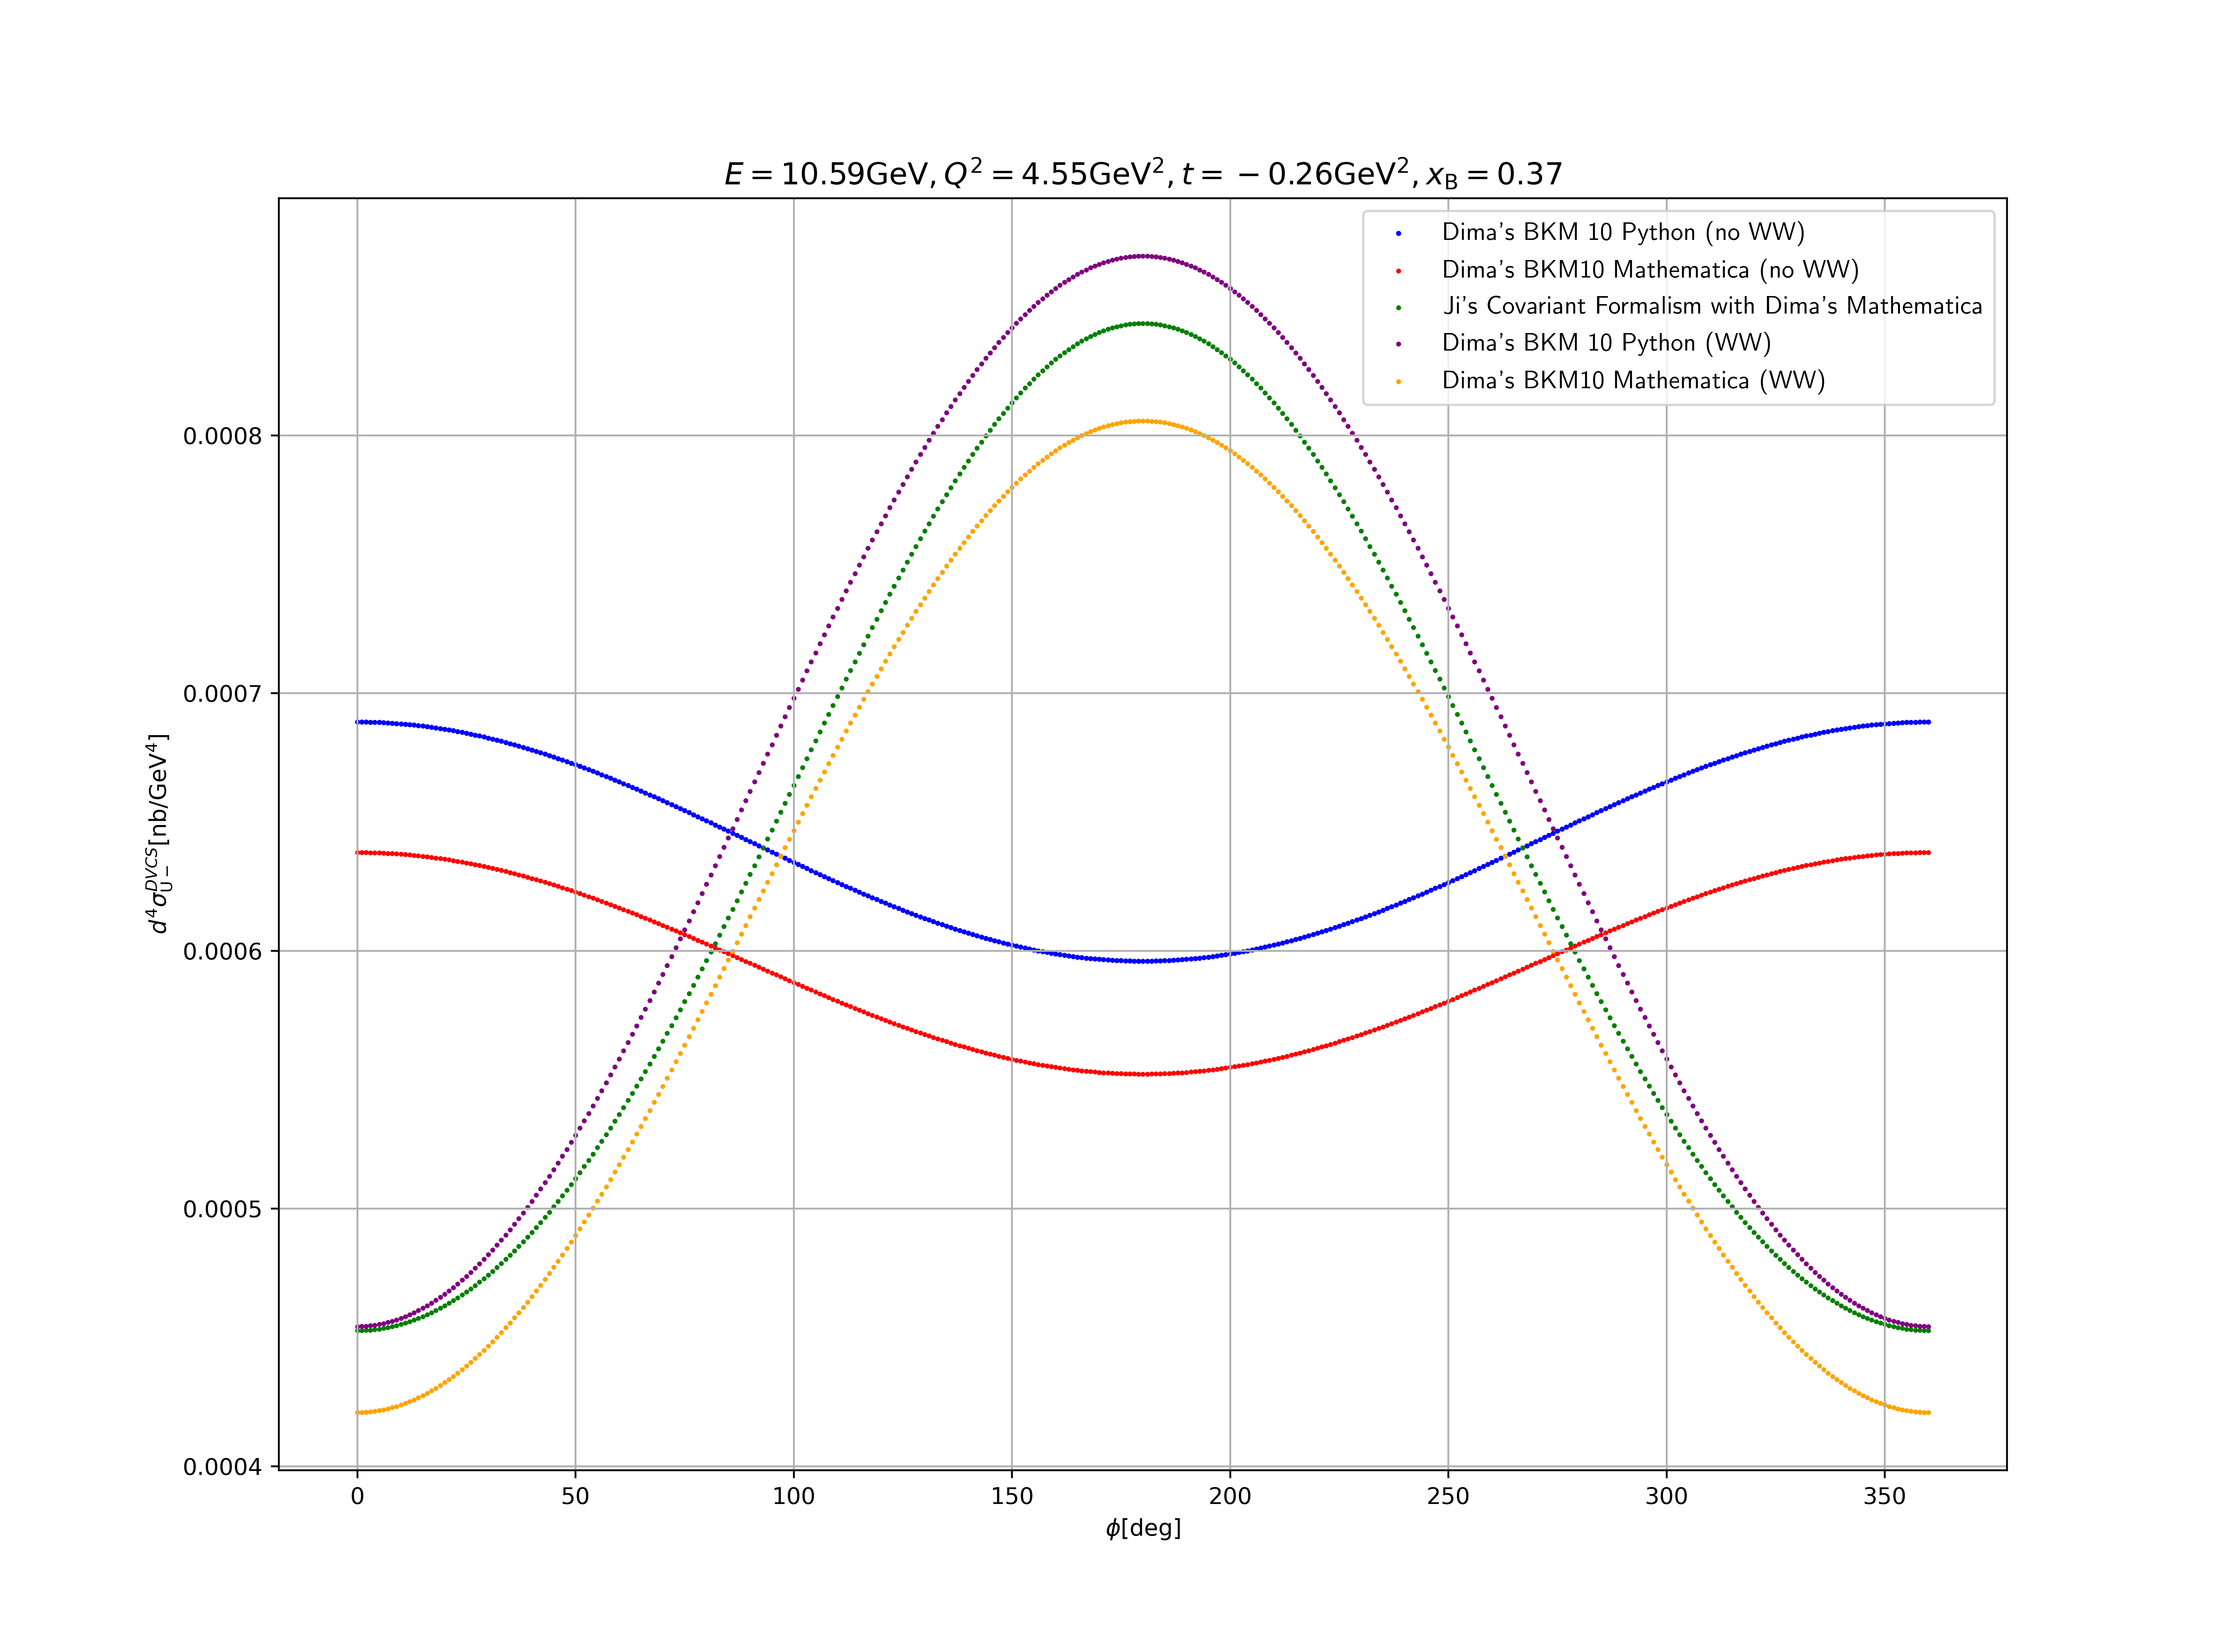 E = 10.59GeV, Q² = 4.55GeV², t = −0.26GeV², x_B = 0.37
Dima's BKM 10 Python (no WW)
Dima's BKM10 Mathematica (no WW)
Ji's Covariant Formalism with Dima's Mathematica
Dima's BKM 10 Python (WW)
Dima's BKM10 Mathematica (WW)
d⁴σ_{U−}^{DVCS}[nb/GeV⁴]
0.0008
0.0007
0.0006
0.0005
0.0004
0 50 100 150 200 250 300 350
ϕ[deg]